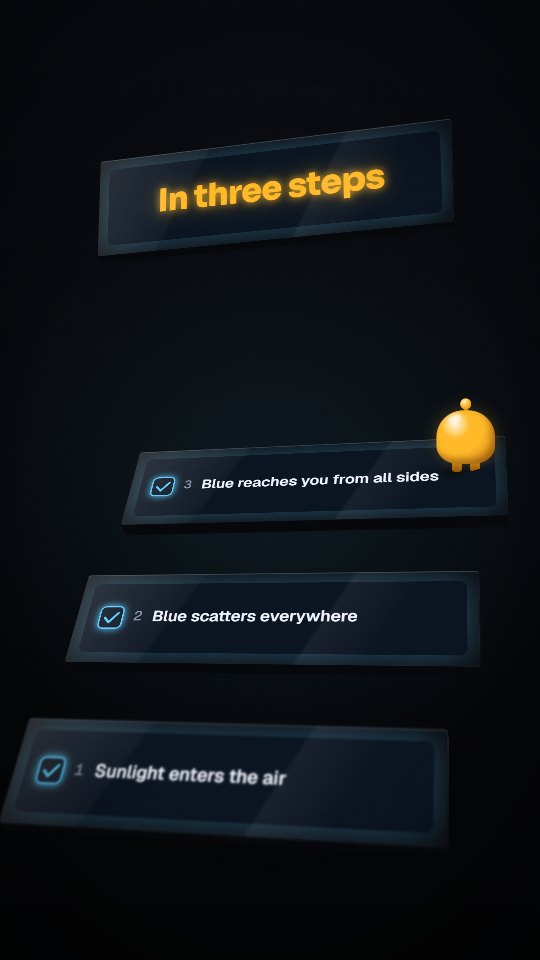 In three steps
3 Blue reaches you from all sides
2 Blue scatters everywhere
1 Sunlight enters the air